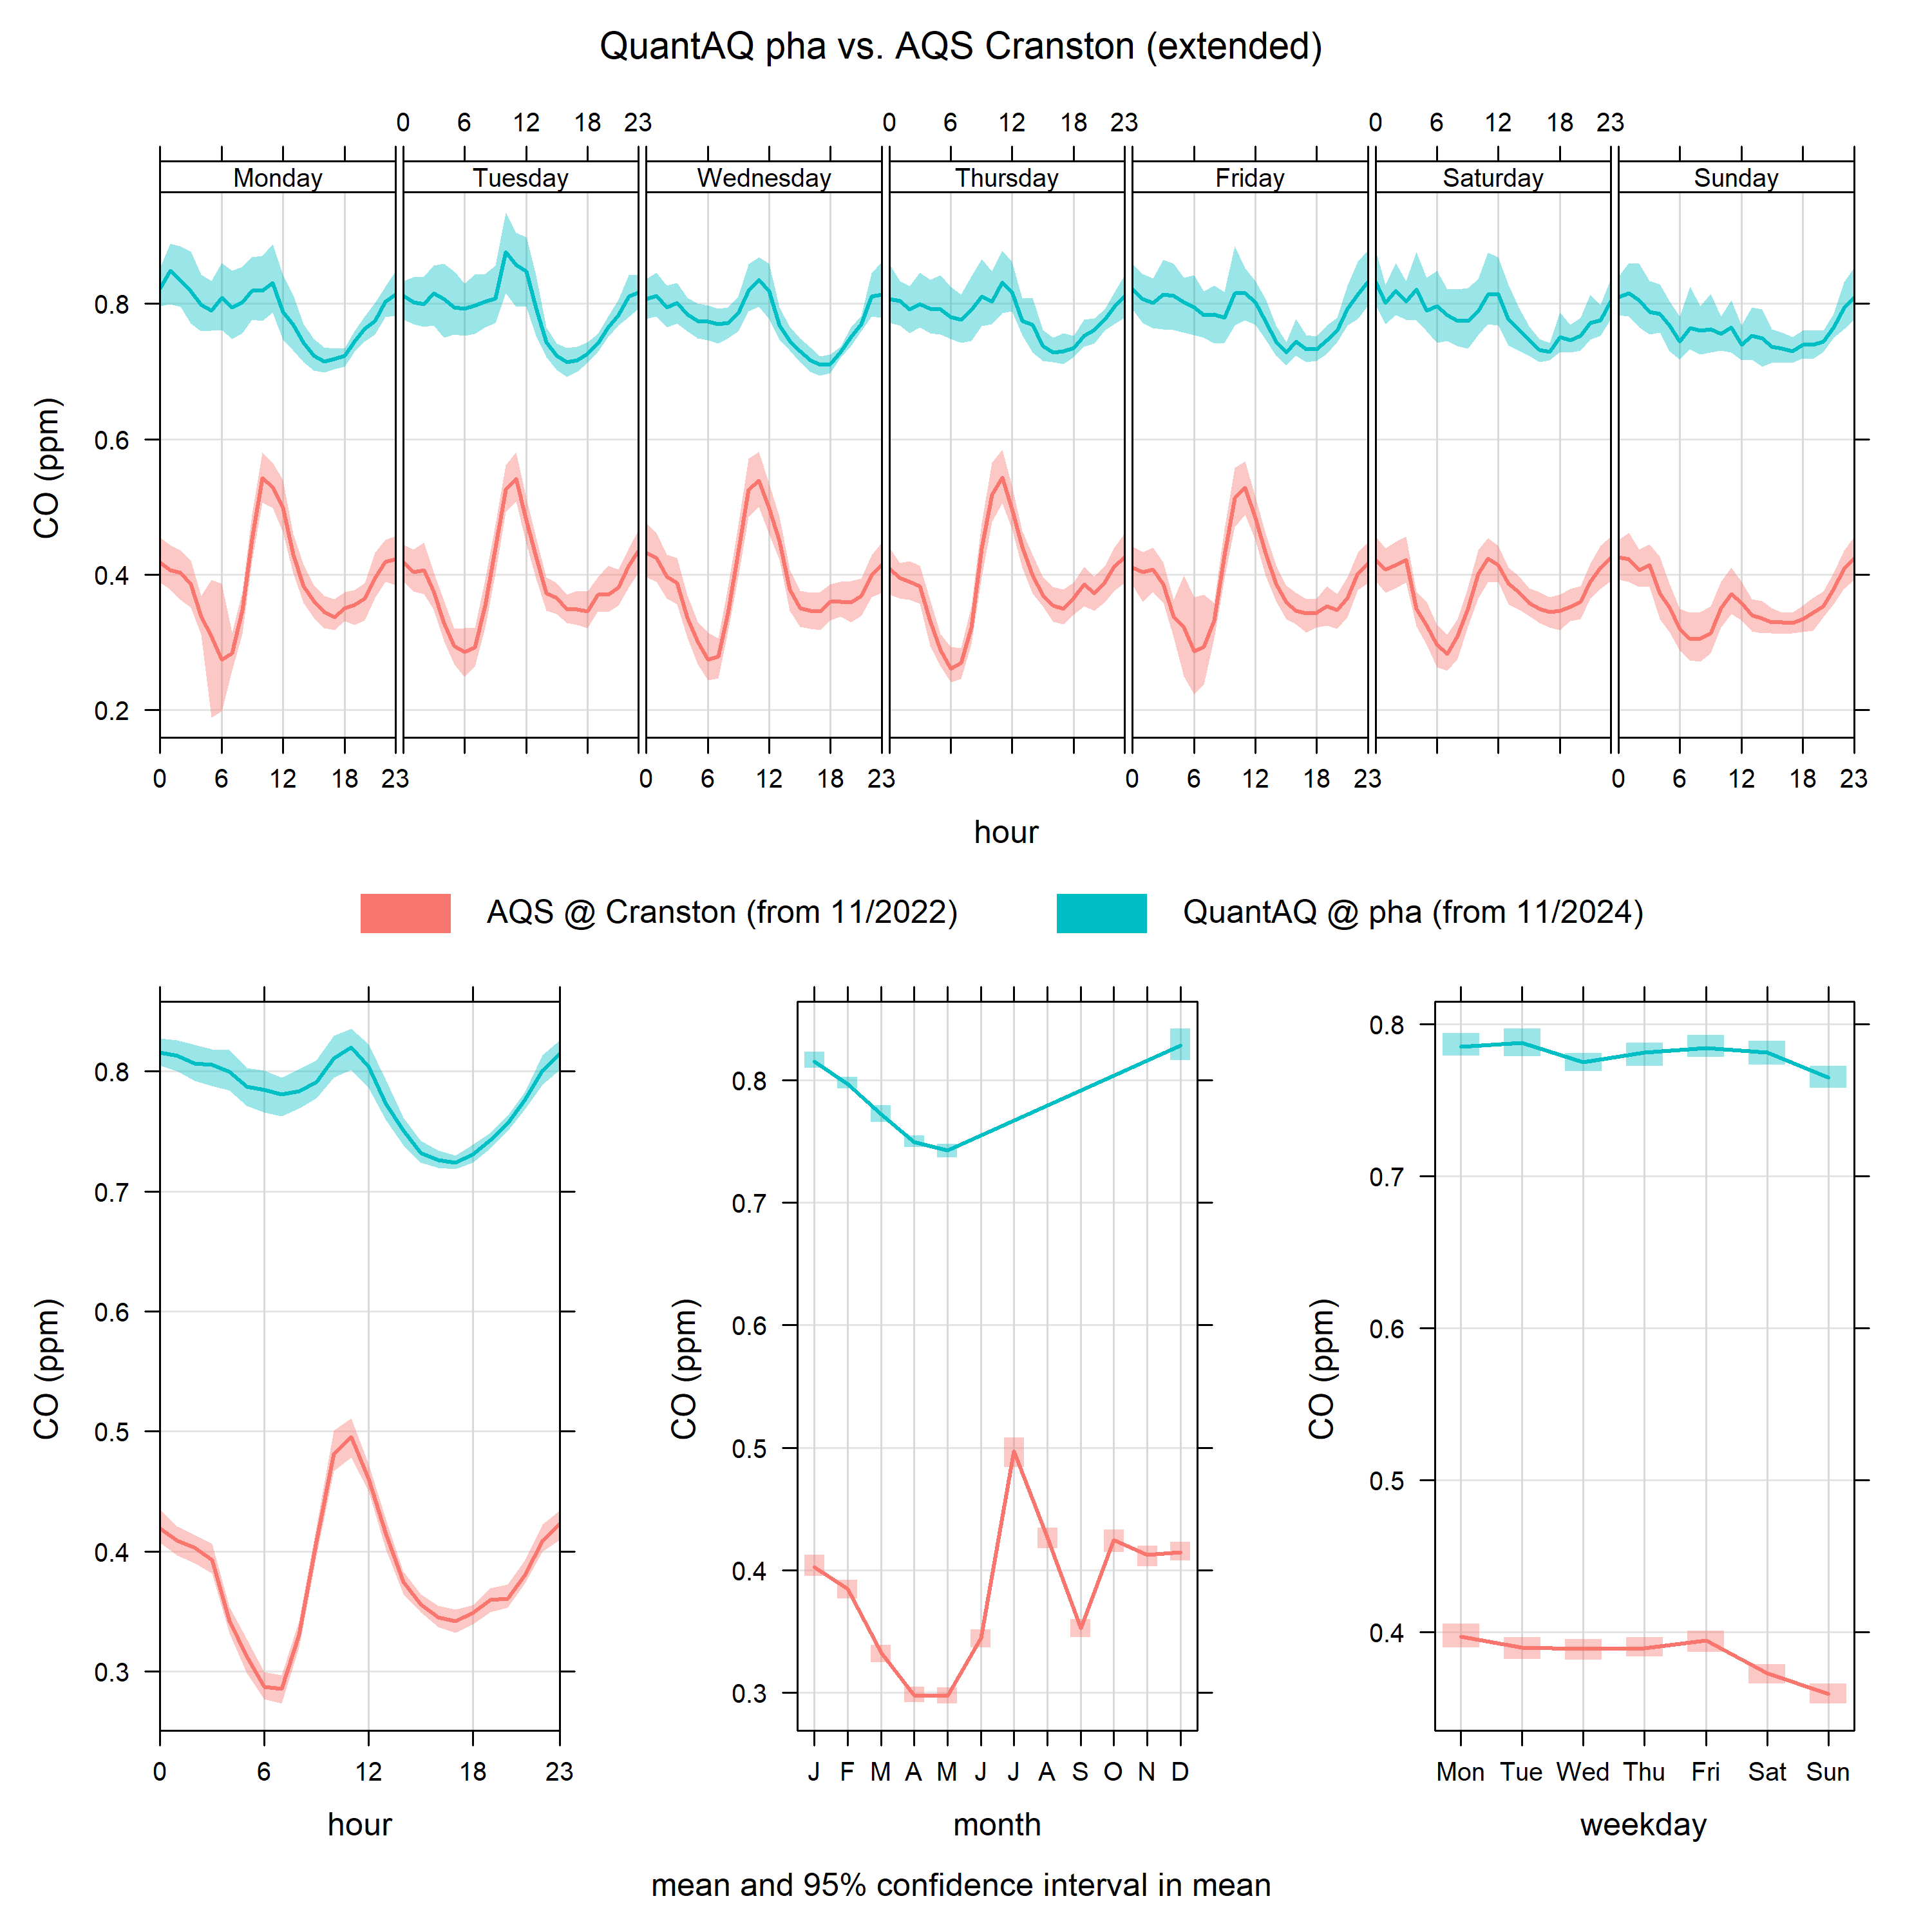 QuantAQ pha vs. AQS Cranston (extended)
0 6 12 18 23 0 6 12 18 23 0 6 12 18 23
Monday Tuesday Wednesday Thursday Friday Saturday Sunday
CO (ppm)
0.8
0.6
0.4
0.2
0 6 12 18 23 0 6 12 18 23 0 6 12 18 23 0 6 12 18 23
hour
AQS @ Cranston (from 11/2022) QuantAQ @ pha (from 11/2024)
CO (ppm)
0.8
0.7
0.6
0.5
0.4
0.3
0 6 12 18 23
hour
CO (ppm)
0.8
0.7
0.6
0.5
0.4
0.3
J F M A M J J A S O N D
month
CO (ppm)
0.8
0.7
0.6
0.5
0.4
Mon Tue Wed Thu Fri Sat Sun
weekday
mean and 95% confidence interval in mean